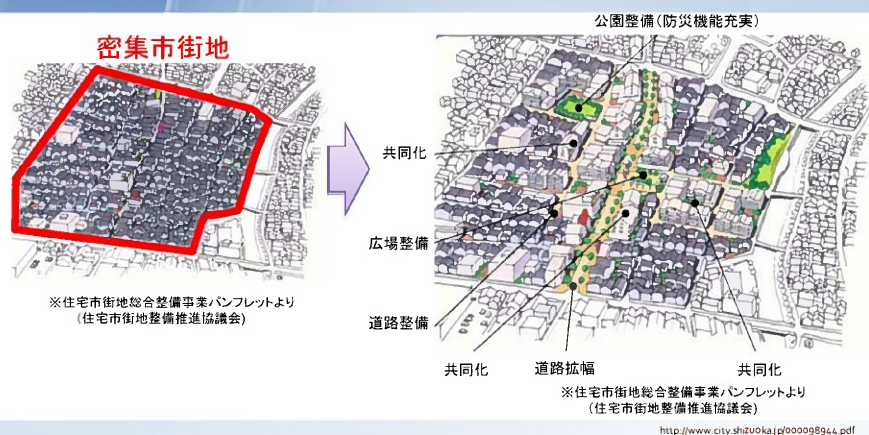 公園整備(防災機能充実)
密集市街地
共同化
広場整備
※住宅市街地総合整備事業パンフレットより
(住宅市街地整備推進協議会)
道路整備
共同化
道路拡幅
共同化
※住宅市街地総合整備事業パンフレットより
(住宅市街地整備推進協議会)
http://www.city.shizuoka.jp/000098944.pdf